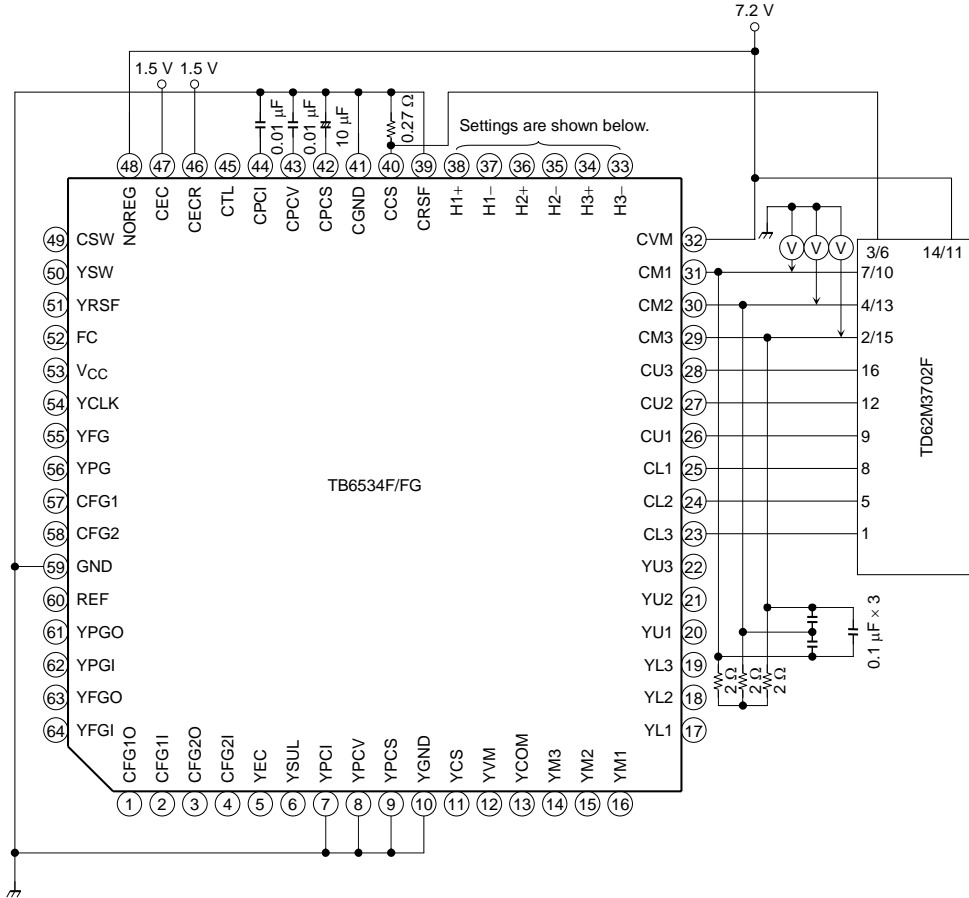 7.2 V
1.5 V 1.5 V
0.01 μF
0.01 μF
10 μF
0.27 Ω
Settings are shown below.
48 47 46 45 44 43 42 41 40 39 38 37 36 35 34 33
NOREG
CEC
CECR
CTL
CPCI
CPCV
CPCS
CGND
CCS
CRSF
H1+
H1−
H2+
H2−
H3+
H3−
49 CSW
50 YSW
51 YRSF
52 FC
53 VCC
54 YCLK
55 YFG
56 YPG
57 CFG1
58 CFG2
59 GND
60 REF
61 YPGO
62 YPGI
63 YFGO
64 YFGI
TB6534F/FG
CVM 32
CM1 31
CM2 30
CM3 29
CU3 28
CU2 27
CU1 26
CL1 25
CL2 24
CL3 23
YU3 22
YU2 21
YU1 20
YL3 19
YL2 18
YL1 17
V V V
3/6 14/11
7/10
4/13
2/15
16
12
9
8
5
1
TD62M3702F
0.1 μF × 3
2 Ω
2 Ω
2 Ω
CFG1O
CFG1I
CFG2O
CFG2I
YEC
YSUL
YPCI
YPCV
YPCS
YGND
YCS
YVM
YCOM
YM3
YM2
YM1
1 2 3 4 5 6 7 8 9 10 11 12 13 14 15 16